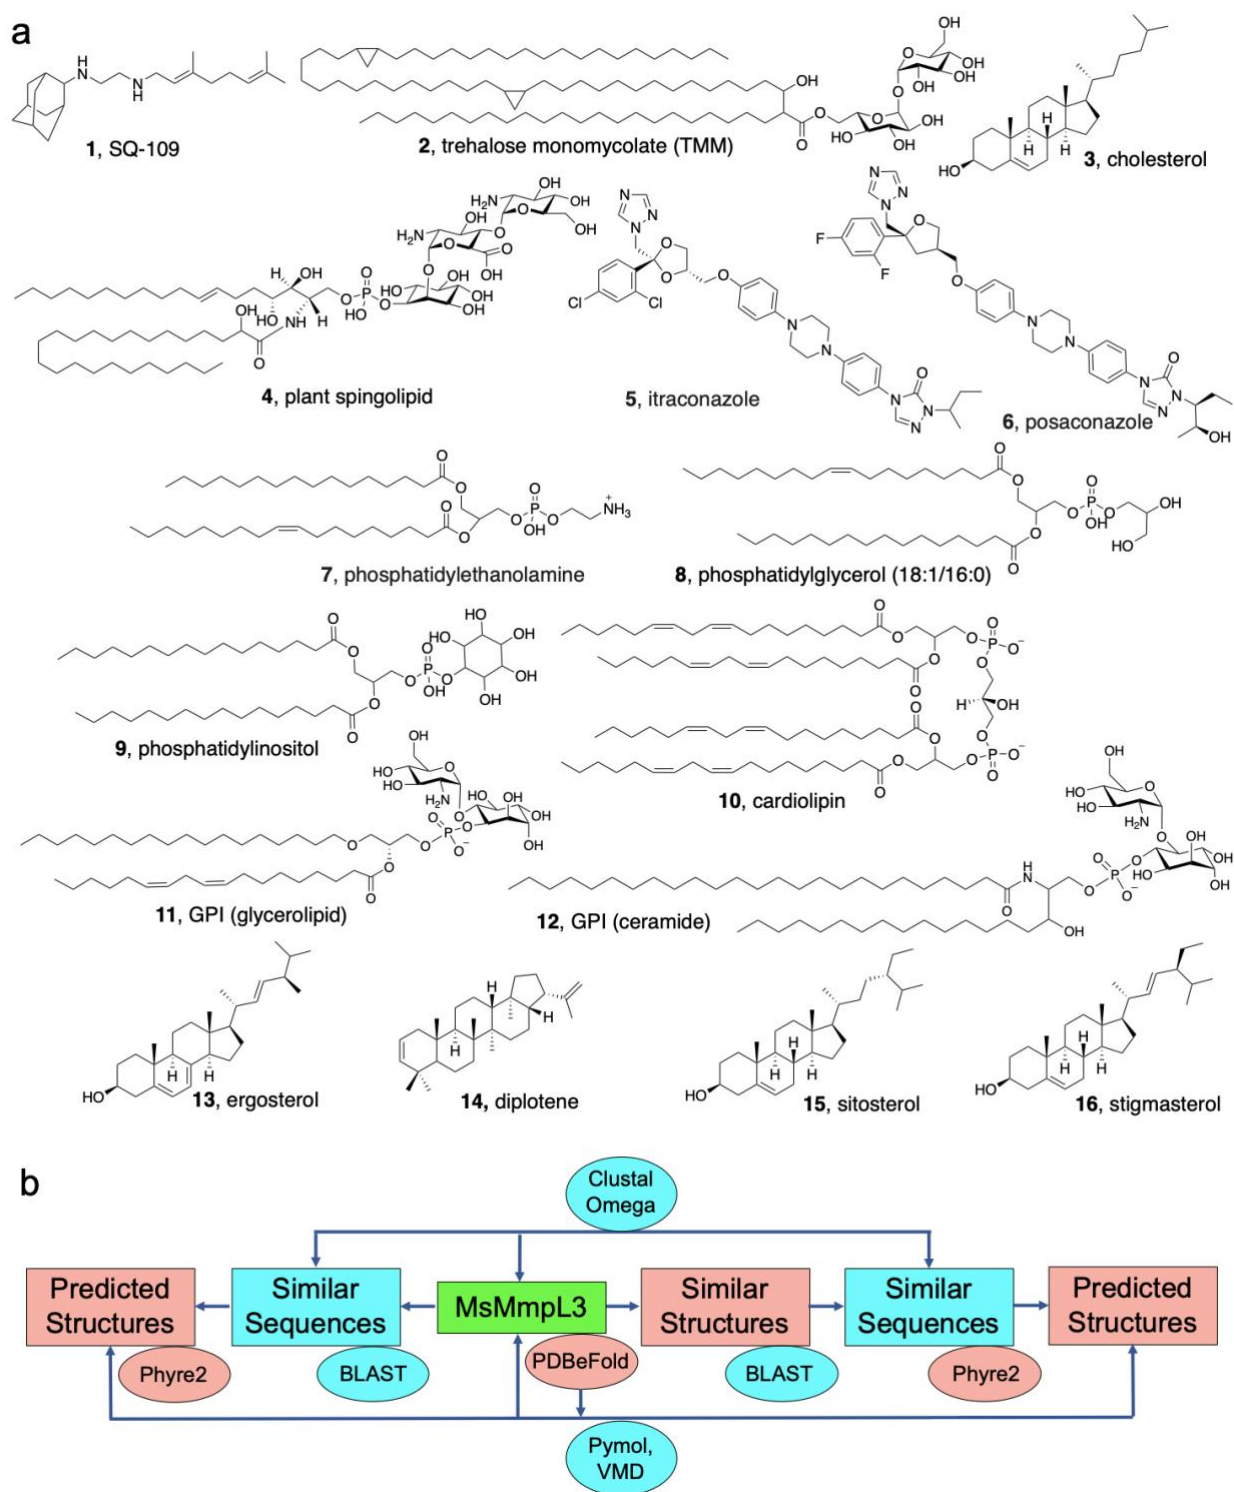 a
1, SQ-109
2, trehalose monomycolate (TMM)
3, cholesterol
4, plant spingolipid
5, itraconazole
6, posaconazole
7, phosphatidylethanolamine
8, phosphatidylglycerol (18:1/16:0)
9, phosphatidylinositol
10, cardiolipin
11, GPI (glycerolipid)
12, GPI (ceramide)
13, ergosterol
14, diplotene
15, sitosterol
16, stigmasterol
b
Clustal
Omega
Predicted
Structures
Similar
Sequences
MsMmpL3
Similar
Structures
Similar
Sequences
Predicted
Structures
Phyre2
BLAST
PDBeFold
BLAST
Phyre2
Pymol,
VMD